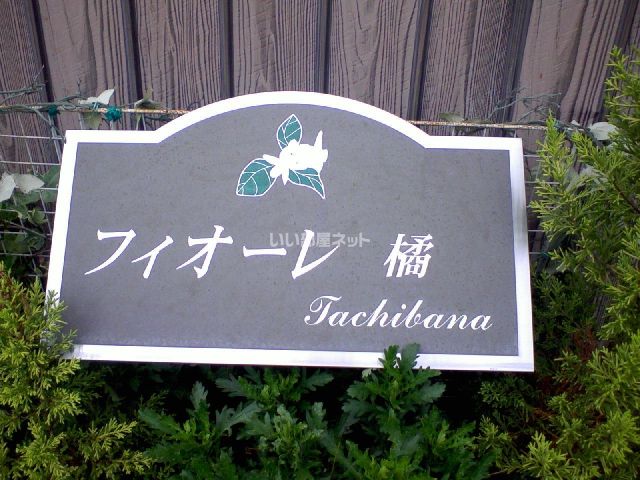 いい部屋ネット
フィオーレ 橘
Tachibana